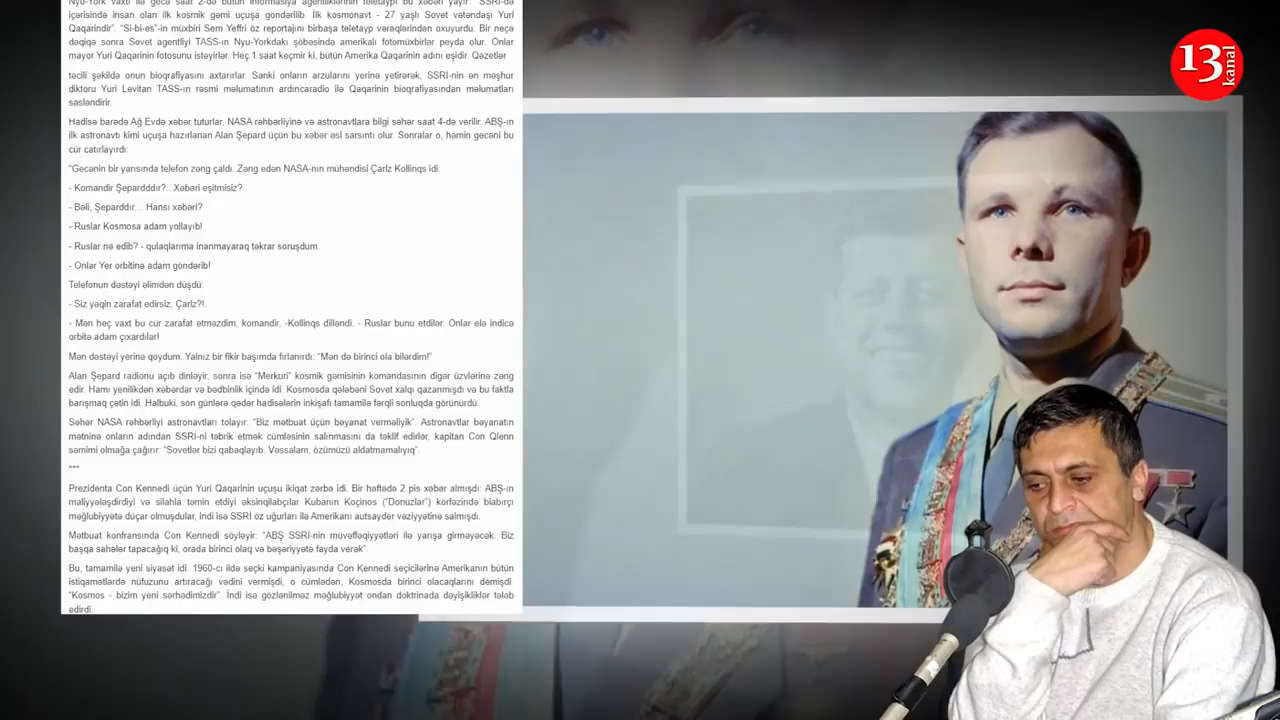 Nyu-York vaxtı ilə gecə saat 2-də bütün informasiya agentliklərinin teletaypı bu xəbəri yayır: “SSRİ-də
içərisində insan olan ilk kosmik gəmi uçuşa göndərilib. İlk kosmonavt - 27 yaşlı Sovet vətəndaşı Yuri
Qaqarindir”. “Si-bi-es”-in müxbiri Sem Yeffri öz reportajını birbaşa teletayp vərəqlərindən oxuyurdu. Bir neçə
dəqiqə sonra Sovet agentliyi TASS-ın Nyu-Yorkdakı şöbəsində amerikalı fotomüxbirlər peyda olur. Onlar
mayor Yuri Qaqarinin fotosunu istəyirlər. Heç 1 saat keçmir ki, bütün Amerika Qaqarinin adını eşidir. Qəzetlər
təcili şəkildə onun bioqrafiyasını axtarırlar. Sanki onların arzularını yerinə yetirərək, SSRİ-nin ən məşhur
diktoru Yuri Levitan TASS-ın rəsmi məlumatının ardıncaradio ilə Qaqarinin bioqrafiyasından məlumatları
səsləndirir.
Hadisə barədə Ağ Evdə xəbər tuturlar, NASA rəhbərliyinə və astronavtlara bilgi səhər saat 4-də verilir. ABŞ-ın
ilk astronavtı kimi uçuşa hazırlanan Alan Şepard üçün bu xəbər əsl sarsıntı olur. Sonralar o, həmin gecəni bu
cür catırlayırdı:
“Gecənin bir yarısında telefon zəng çaldı. Zəng edən NASA-nın mühəndisi Çarlz Kollinqs idi:
- Komandir Şepardddır?.. Xəbəri eşitmisiz?
- Bəli, Şeparddır… Hansı xəbəri?
- Ruslar Kosmosa adam yollayıb!
- Ruslar nə edib? - qulaqlarıma inanmayaraq təkrar soruşdum.
- Onlar Yer orbitinə adam göndərib!
Telefonun dəstəyi əlimdən düşdü:
- Siz yəqin zarafat edirsiz, Çarlz?!.
- Mən heç vaxt bu cür zarafat etməzdim, komandir, -Kollinqs dilləndi. - Ruslar bunu etdilər. Onlar elə indicə
orbitə adam çıxardılar!
Mən dəstəyi yerinə qoydum. Yalnız bir fikir başımda fırlanırdı: “Mən də birinci ola bilərdim!”
Alan Şepard radionu açıb dinləyir, sonra isə “Merkuri” kosmik gəmisinin komandasının digər üzvlərinə zəng
edir. Hamı yenilikdən xəbərdar və bədbinlik içində idi. Kosmosda qələbəni Sovet xalqı qazanmışdı və bu faktla
barışmaq çətin idi. Halbuki, son günlərə qədər hadisələrin inkişafı tamamilə fərqli sonluqda görünürdü.
Səhər NASA rəhbərliyi astronavtları tolayır: “Biz mətbuat üçün bəyanat verməliyik”. Astronavtlar bəyanatın
mətninə onların adından SSRİ-ni təbrik etmək cümləsinin salınmasını da təklif edirlər, kapitan Con Qlenn
səmimi olmağa çağırır: “Sovetlər bizi qabaqlayıb. Vəssalam, özümüzü aldatmamalıyıq”.
***
Prezidenta Con Kennedi üçün Yuri Qaqarinin uçuşu ikiqat zərbə idi. Bir həftədə 2 pis xəbər almışdı: ABŞ-ın
maliyyələşdirdiyi və silahla təmin etdiyi əksinqilabçılar Kubanın Koçinos (“Donuzlar”) körfəzində biabırçı
məğlubiyyətə düçar olmuşdular, indi isə SSRİ öz uğurları ilə Amerikanı autsayder vəziyyətinə salmışdı.
Mətbuat konfransında Con Kennedi söyləyir: “ABŞ SSRİ-nin müvəffəqiyyətləri ilə yarışa girməyəcək. Biz
başqa sahələr tapacağıq ki, orada birinci olaq və bəşəriyyətə fayda verək”.
Bu, tamamilə yeni siyasət idi. 1960-cı ildə seçki kampaniyasında Con Kennedi seçicilərinə Amerikanın bütün
istiqamətlərdə nüfuzunu artıracağı vədini vermişdi, o cümlədən, Kosmosda birinci olacaqlarını demişdi:
“Kosmos - bizim yeni sərhədimizdir”. İndi isə gözlənilməz məğlubiyyət ondan doktrinada dəyişikliklər tələb
edirdi.
13
kanal